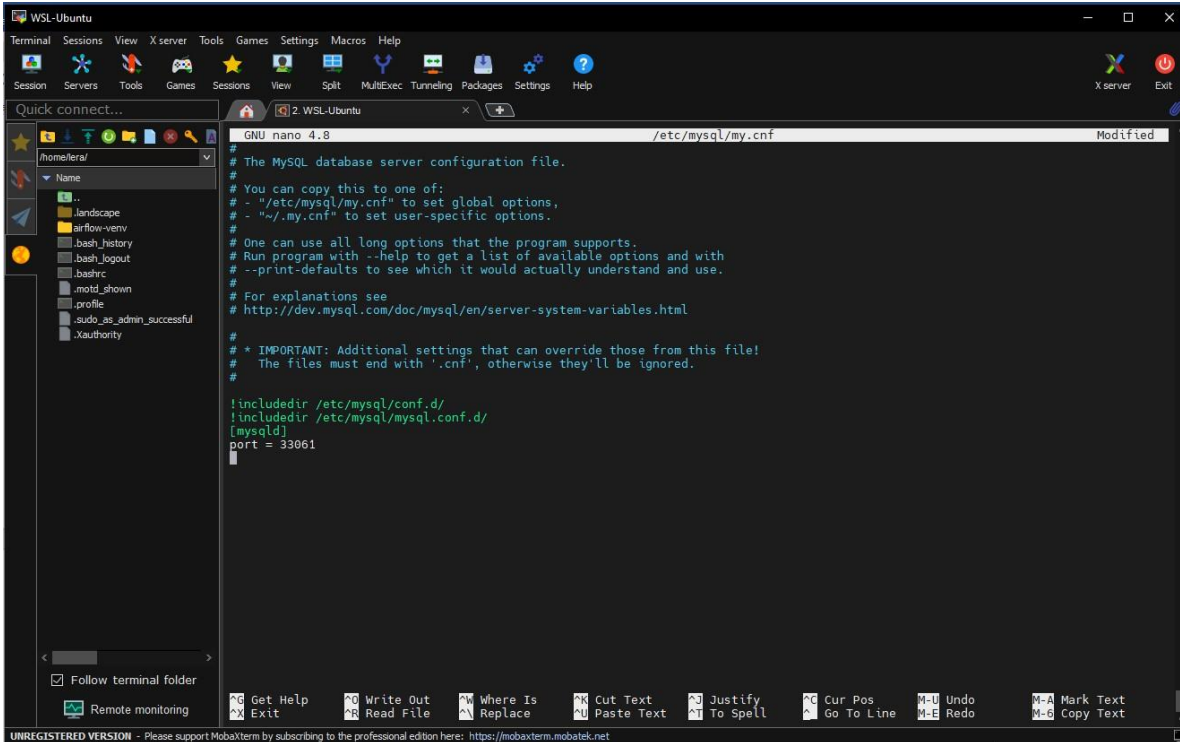 WSL-Ubuntu
Terminal Sessions View X server Tools Games Settings Macros Help
Session Servers Tools Games Sessions View Split MultiExec Tunneling Packages Settings Help X server Exit
Quick connect...
2. WSL-Ubuntu
/home/lera/
Name
..
.landscape
airflow-venv
.bash_history
.bash_logout
.bashrc
.motd_shown
.profile
.sudo_as_admin_successful
.Xauthority
Follow terminal folder
Remote monitoring
GNU nano 4.8 /etc/mysql/my.cnf Modified
#
# The MySQL database server configuration file.
#
# You can copy this to one of:
# - "/etc/mysql/my.cnf" to set global options,
# - "~/.my.cnf" to set user-specific options.
#
# One can use all long options that the program supports.
# Run program with --help to get a list of available options and with
# --print-defaults to see which it would actually understand and use.
#
# For explanations see
# http://dev.mysql.com/doc/mysql/en/server-system-variables.html

#
# * IMPORTANT: Additional settings that can override those from this file!
#   The files must end with '.cnf', otherwise they'll be ignored.
#

!includedir /etc/mysql/conf.d/
!includedir /etc/mysql/mysql.conf.d/
[mysqld]
port = 33061
^G Get Help ^O Write Out ^W Where Is ^K Cut Text ^J Justify ^C Cur Pos M-U Undo M-A Mark Text
^X Exit ^R Read File ^\ Replace ^U Paste Text ^T To Spell ^_ Go To Line M-E Redo M-6 Copy Text
UNREGISTERED VERSION - Please support MobaXterm by subscribing to the professional edition here: https://mobaxterm.mobatek.net